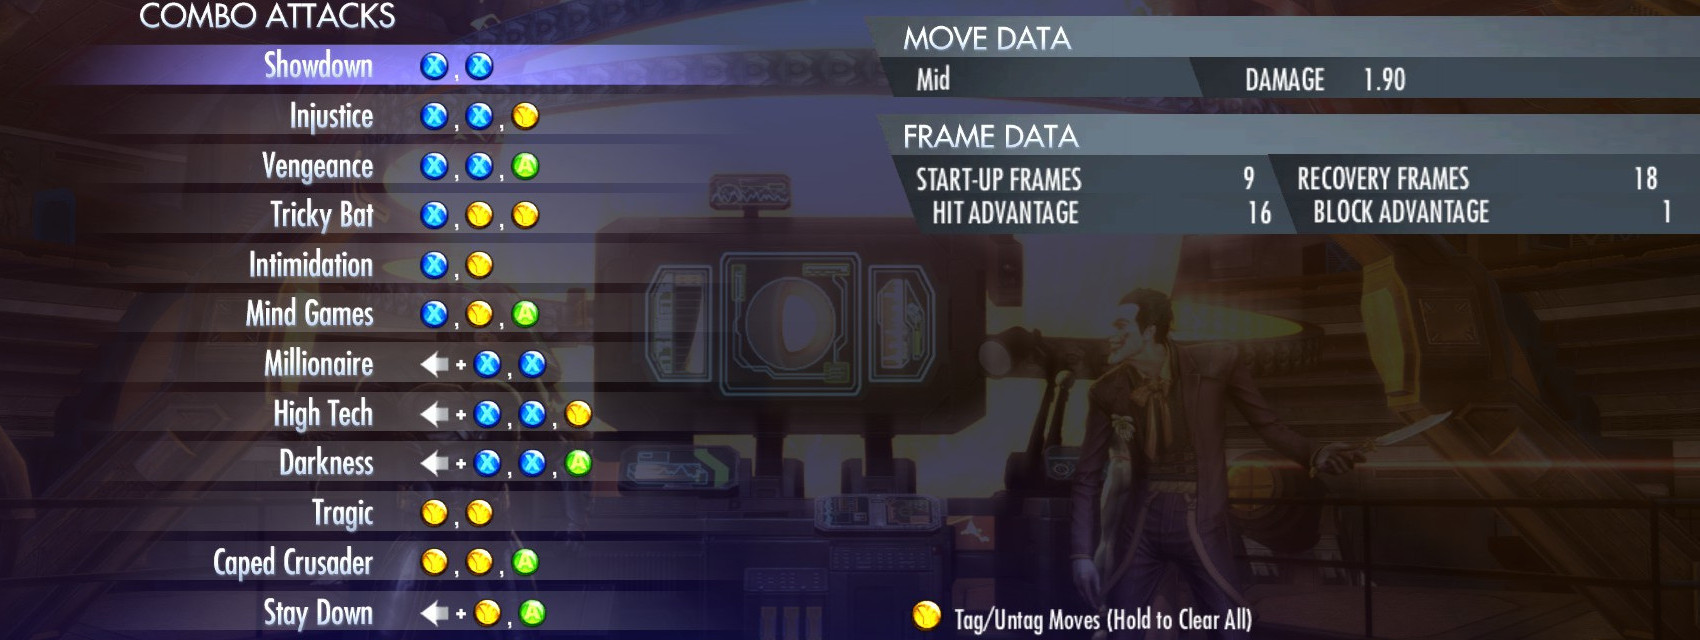 COMBO ATTACKS
Showdown X , X
Injustice X , X , Y
Vengeance X , X , A
Tricky Bat X , Y , Y
Intimidation X , Y
Mind Games X , Y , A
Millionaire + X , X
High Tech + X , X , Y
Darkness + X , X , A
Tragic Y , Y
Caped Crusader Y , Y , A
Stay Down + Y , A
MOVE DATA
Mid DAMAGE 1.90
FRAME DATA
START-UP FRAMES 9 RECOVERY FRAMES 18
HIT ADVANTAGE 16 BLOCK ADVANTAGE 1
Y Tag/Untag Moves (Hold to Clear All)